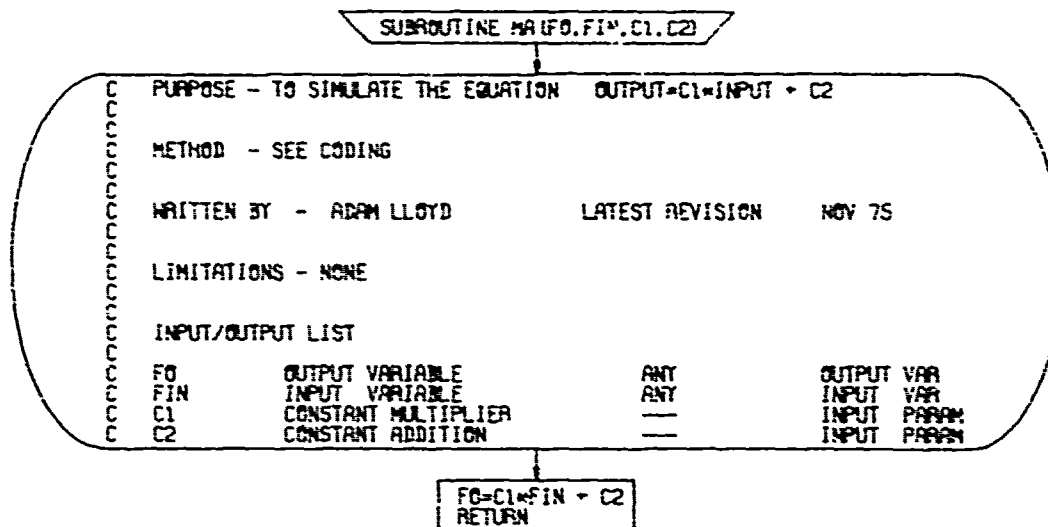 SUBROUTINE MA(FO,FIN,C1,C2)
C PURPOSE - TO SIMULATE THE EQUATION OUTPUT=C1*INPUT + C2
C
C
C METHOD - SEE CODING
C
C
C WRITTEN BY - ADAM LLOYD LATEST REVISION NOV 75
C
C
C LIMITATIONS - NONE
C
C
C INPUT/OUTPUT LIST
C
C FO OUTPUT VARIABLE ANY OUTPUT VAR
C FIN INPUT VARIABLE ANY INPUT VAR
C C1 CONSTANT MULTIPLIER --- INPUT PARAM
C C2 CONSTANT ADDITION --- INPUT PARAM
FO=C1*FIN + C2
RETURN